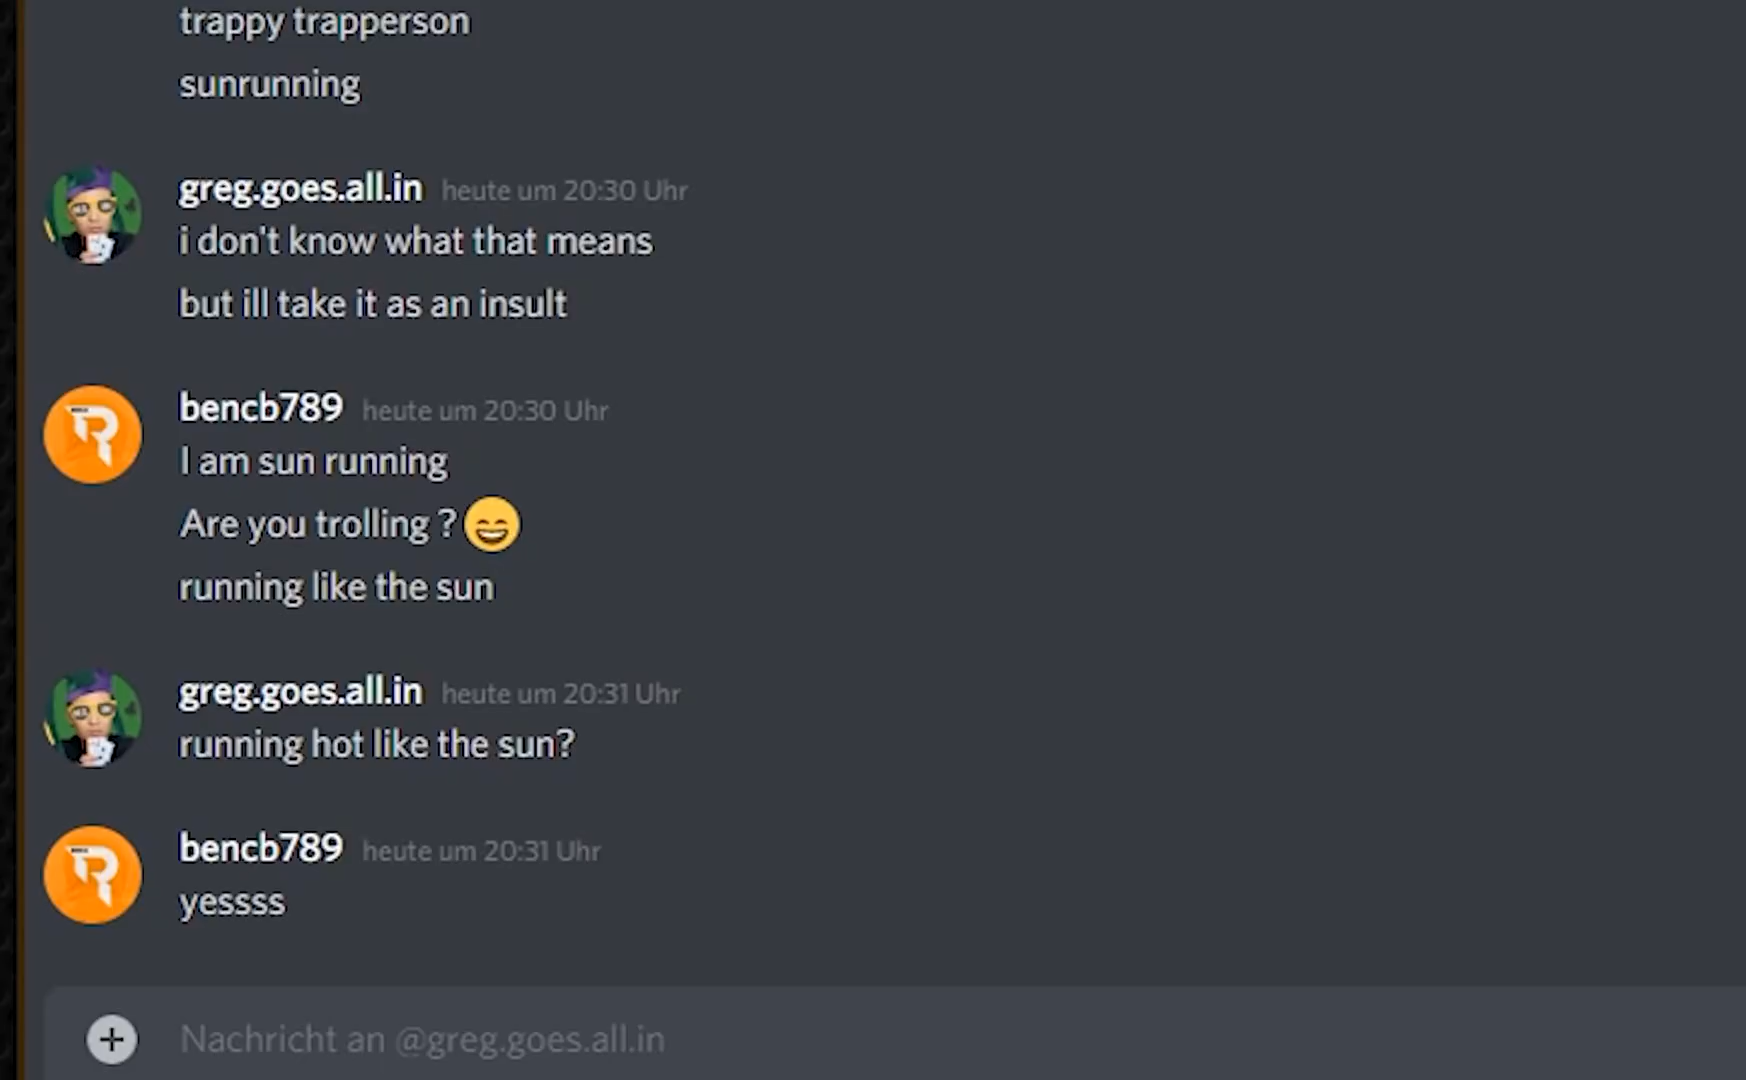 trappy trapperson
sunrunning
greg.goes.all.in heute um 20:30 Uhr
i don't know what that means
but ill take it as an insult
bencb789 heute um 20:30 Uhr
I am sun running
Are you trolling ? 😄
running like the sun
greg.goes.all.in heute um 20:31 Uhr
running hot like the sun?
bencb789 heute um 20:31 Uhr
yessss
Nachricht an @greg.goes.all.in